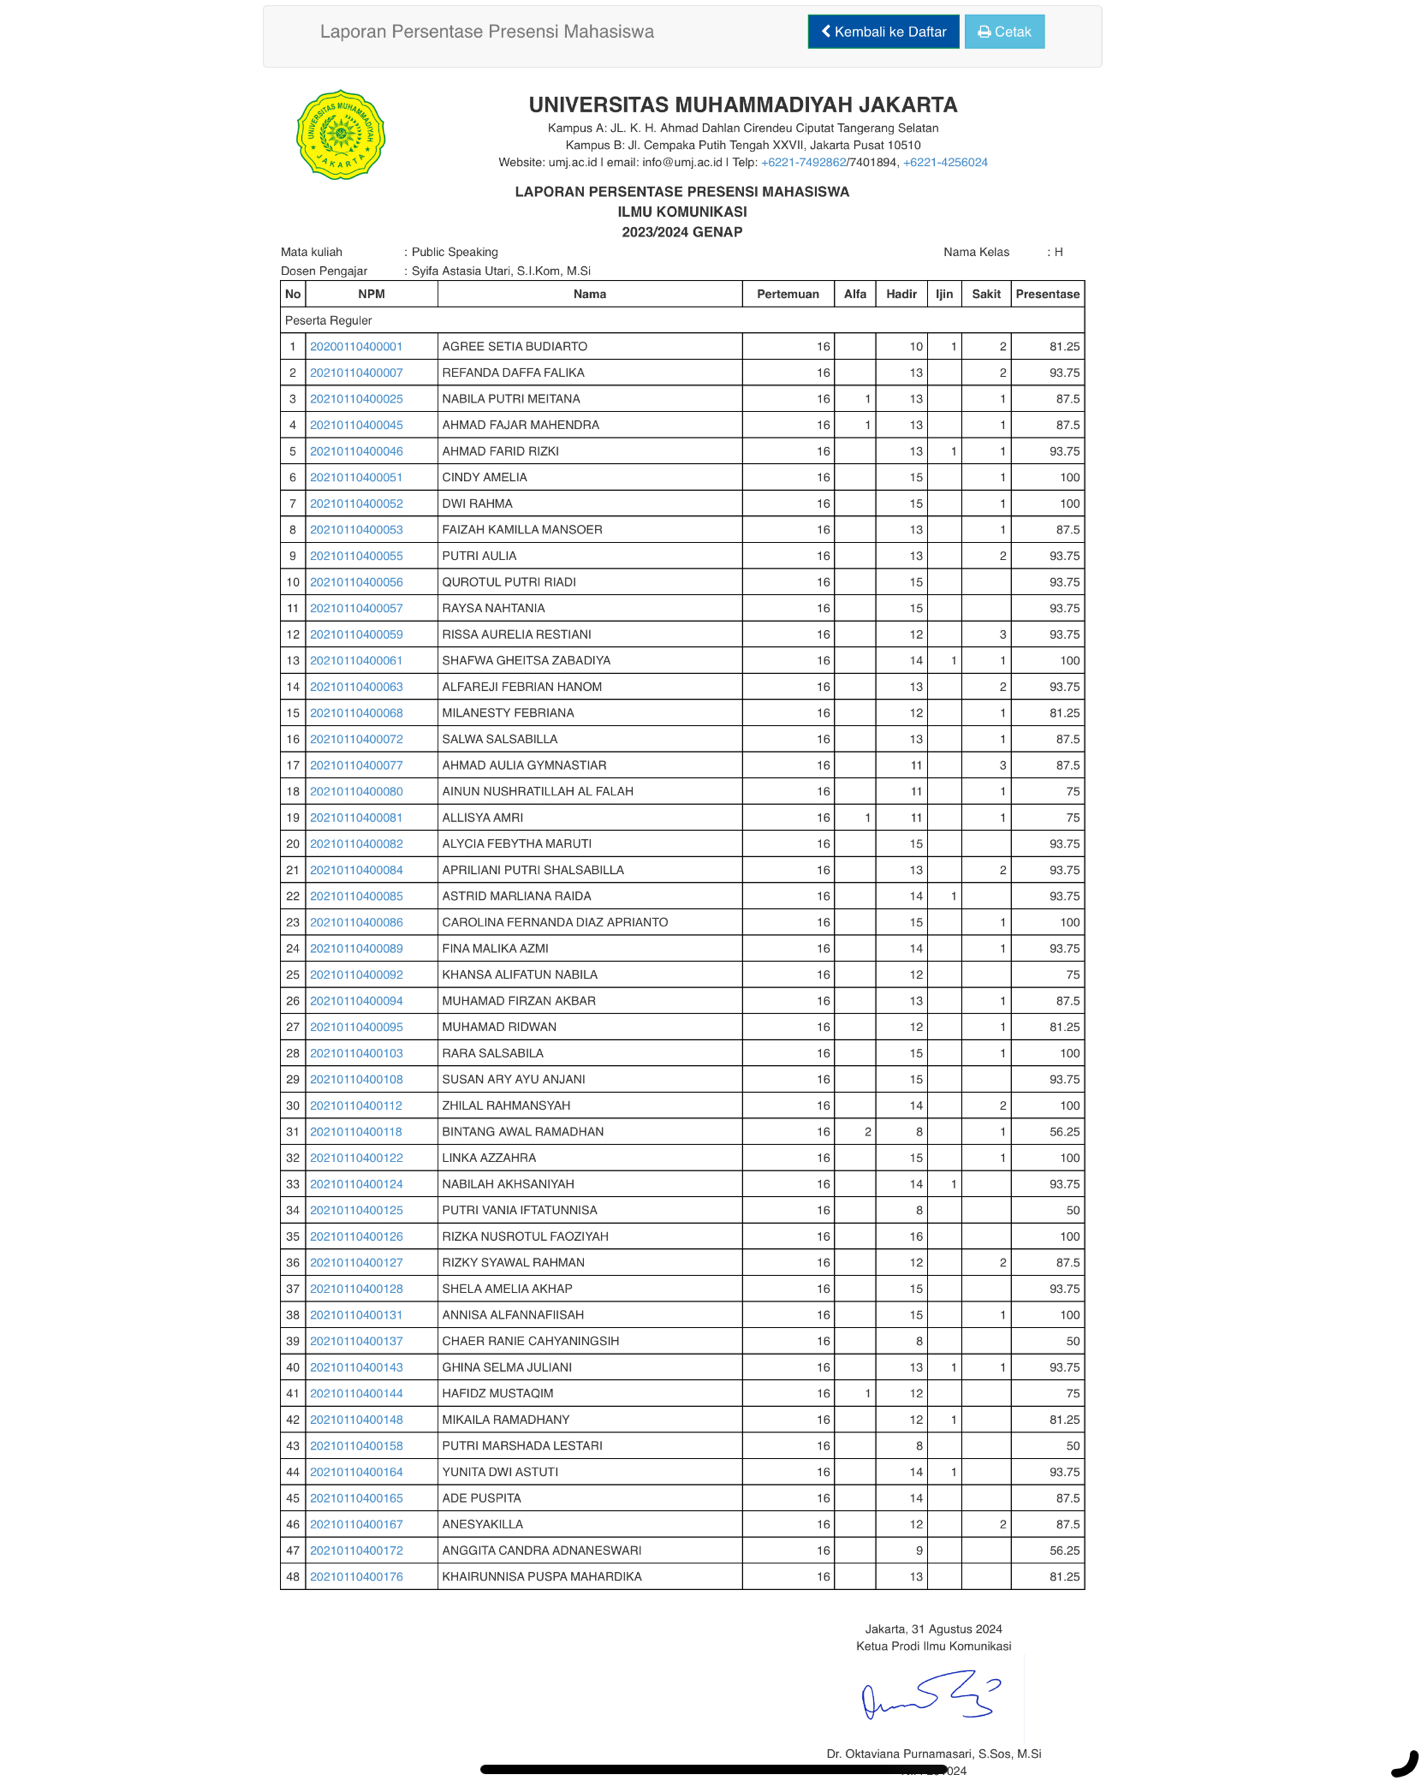 Laporan Persentase Presensi Mahasiswa
Kembali ke Daftar
Cetak
UNIVERSITAS MUHAMMADIYAH
JAKARTA
UNIVERSITAS MUHAMMADIYAH JAKARTA
Kampus A: JL. K. H. Ahmad Dahlan Cirendeu Ciputat Tangerang Selatan
Kampus B: Jl. Cempaka Putih Tengah XXVII, Jakarta Pusat 10510
Website: umj.ac.id | email: info@umj.ac.id | Telp: +6221-7492862/7401894, +6221-4256024
LAPORAN PERSENTASE PRESENSI MAHASISWA
ILMU KOMUNIKASI
2023/2024 GENAP
Mata kuliah : Public Speaking Nama Kelas : H
Dosen Pengajar : Syifa Astasia Utari, S.I.Kom, M.Si
No NPM Nama Pertemuan Alfa Hadir Ijin Sakit Presentase
Peserta Reguler
1 20200110400001 AGREE SETIA BUDIARTO 16 10 1 2 81.25
2 20210110400007 REFANDA DAFFA FALIKA 16 13 2 93.75
3 20210110400025 NABILA PUTRI MEITANA 16 1 13 1 87.5
4 20210110400045 AHMAD FAJAR MAHENDRA 16 1 13 1 87.5
5 20210110400046 AHMAD FARID RIZKI 16 13 1 1 93.75
6 20210110400051 CINDY AMELIA 16 15 1 100
7 20210110400052 DWI RAHMA 16 15 1 100
8 20210110400053 FAIZAH KAMILLA MANSOER 16 13 1 87.5
9 20210110400055 PUTRI AULIA 16 13 2 93.75
10 20210110400056 QUROTUL PUTRI RIADI 16 15 93.75
11 20210110400057 RAYSA NAHTANIA 16 15 93.75
12 20210110400059 RISSA AURELIA RESTIANI 16 12 3 93.75
13 20210110400061 SHAFWA GHEITSA ZABADIYA 16 14 1 1 100
14 20210110400063 ALFAREJI FEBRIAN HANOM 16 13 2 93.75
15 20210110400068 MILANESTY FEBRIANA 16 12 1 81.25
16 20210110400072 SALWA SALSABILLA 16 13 1 87.5
17 20210110400077 AHMAD AULIA GYMNASTIAR 16 11 3 87.5
18 20210110400080 AINUN NUSHRATILLAH AL FALAH 16 11 1 75
19 20210110400081 ALLISYA AMRI 16 1 11 1 75
20 20210110400082 ALYCIA FEBYTHA MARUTI 16 15 93.75
21 20210110400084 APRILIANI PUTRI SHALSABILLA 16 13 2 93.75
22 20210110400085 ASTRID MARLIANA RAIDA 16 14 1 93.75
23 20210110400086 CAROLINA FERNANDA DIAZ APRIANTO 16 15 1 100
24 20210110400089 FINA MALIKA AZMI 16 14 1 93.75
25 20210110400092 KHANSA ALIFATUN NABILA 16 12 75
26 20210110400094 MUHAMAD FIRZAN AKBAR 16 13 1 87.5
27 20210110400095 MUHAMAD RIDWAN 16 12 1 81.25
28 20210110400103 RARA SALSABILA 16 15 1 100
29 20210110400108 SUSAN ARY AYU ANJANI 16 15 93.75
30 20210110400112 ZHILAL RAHMANSYAH 16 14 2 100
31 20210110400118 BINTANG AWAL RAMADHAN 16 2 8 1 56.25
32 20210110400122 LINKA AZZAHRA 16 15 1 100
33 20210110400124 NABILAH AKHSANIYAH 16 14 1 93.75
34 20210110400125 PUTRI VANIA IFTATUNNISA 16 8 50
35 20210110400126 RIZKA NUSROTUL FAOZIYAH 16 16 100
36 20210110400127 RIZKY SYAWAL RAHMAN 16 12 2 87.5
37 20210110400128 SHELA AMELIA AKHAP 16 15 93.75
38 20210110400131 ANNISA ALFANNAFIISAH 16 15 1 100
39 20210110400137 CHAER RANIE CAHYANINGSIH 16 8 50
40 20210110400143 GHINA SELMA JULIANI 16 13 1 1 93.75
41 20210110400144 HAFIDZ MUSTAQIM 16 1 12 75
42 20210110400148 MIKAILA RAMADHANY 16 12 1 81.25
43 20210110400158 PUTRI MARSHADA LESTARI 16 8 50
44 20210110400164 YUNITA DWI ASTUTI 16 14 1 93.75
45 20210110400165 ADE PUSPITA 16 14 87.5
46 20210110400167 ANESYAKILLA 16 12 2 87.5
47 20210110400172 ANGGITA CANDRA ADNANESWARI 16 9 56.25
48 20210110400176 KHAIRUNNISA PUSPA MAHARDIKA 16 13 81.25
Jakarta, 31 Agustus 2024
Ketua Prodi Ilmu Komunikasi
Dr. Oktaviana Purnamasari, S.Sos, M.Si